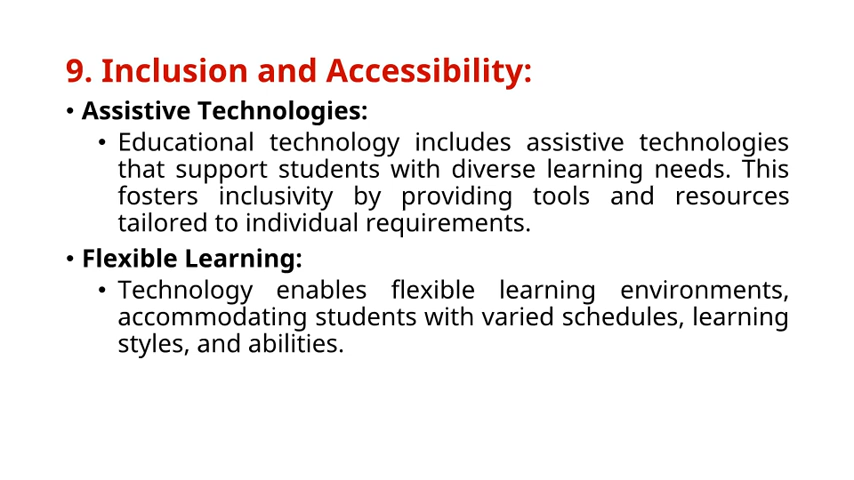 9. Inclusion and Accessibility:
• Assistive Technologies:
• Educational technology includes assistive technologies
that support students with diverse learning needs. This
fosters inclusivity by providing tools and resources
tailored to individual requirements.
• Flexible Learning:
• Technology enables flexible learning environments,
accommodating students with varied schedules, learning
styles, and abilities.